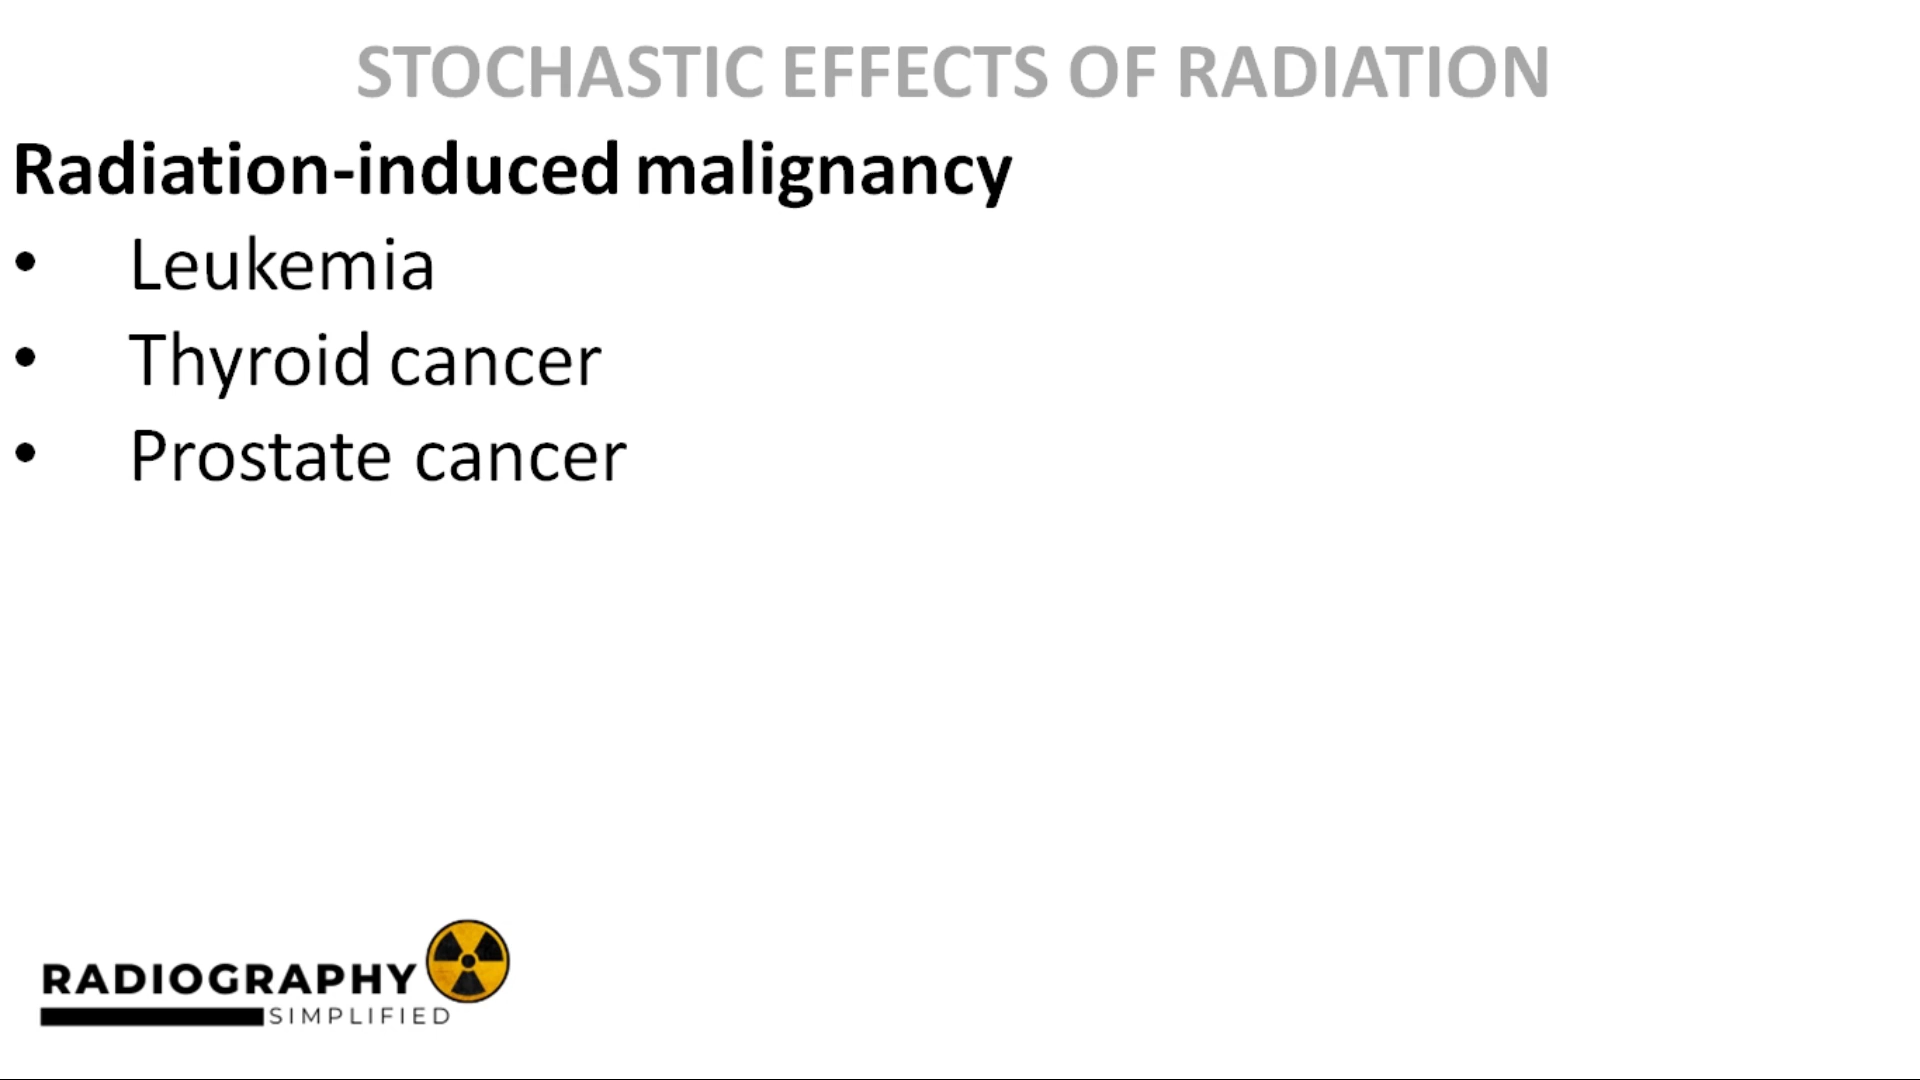 STOCHASTIC EFFECTS OF RADIATION
Radiation-induced malignancy
• Leukemia
• Thyroid cancer
• Prostate cancer
RADIOGRAPHY
SIMPLIFIED